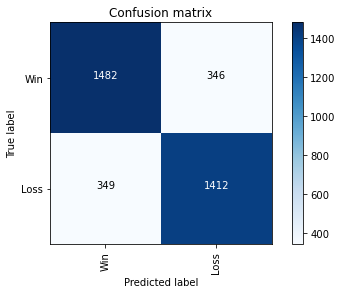 Confusion matrix
1482 346
349 1412
Win
Loss
True label
Win Loss
Predicted label
1400
1200
1000
800
600
400